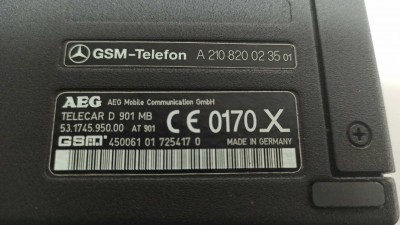 GSM-Telefon A 210 820 02 35 01
AEG AEG Mobile Communication GmbH
TELECAR D 901 MB
53.1745.950.00 AT 901
CE 0170 X
GSM 450061 01 725417 0
MADE IN GERMANY